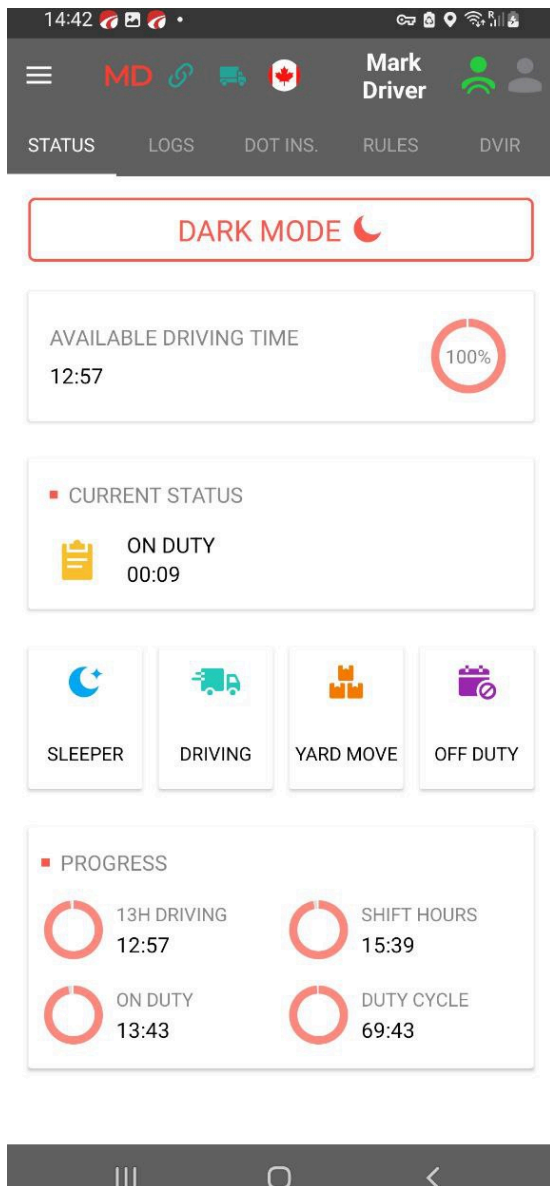 14:42
MD
Mark
Driver
STATUS LOGS DOT INS. RULES DVIR
DARK MODE
AVAILABLE DRIVING TIME
12:57
100%
CURRENT STATUS
ON DUTY
00:09
SLEEPER DRIVING YARD MOVE OFF DUTY
PROGRESS
13H DRIVING
12:57
SHIFT HOURS
15:39
ON DUTY
13:43
DUTY CYCLE
69:43